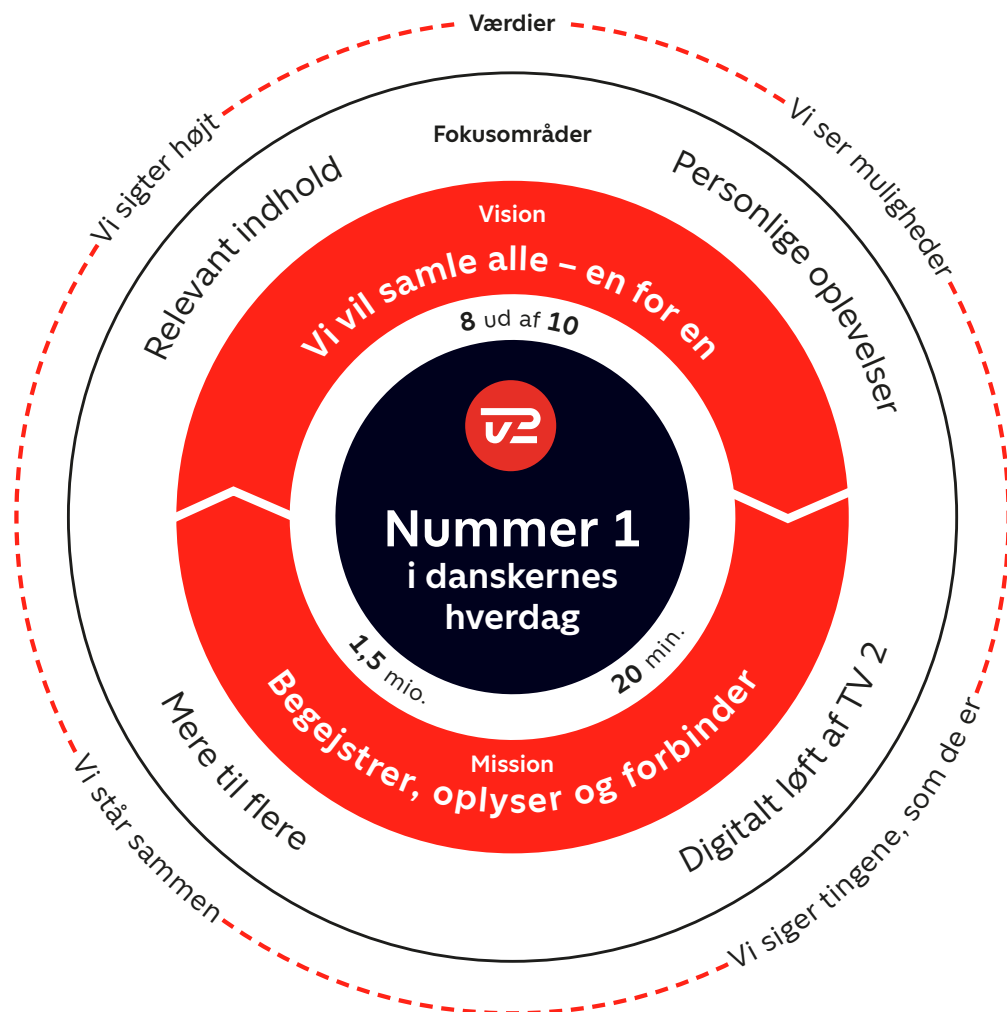 Værdier
Vi sigter højt
Vi ser muligheder
Fokusområder
Relevant indhold
Personlige oplevelser
Vision
Vi vil samle alle – en for en
8 ud af 10
TV2
Nummer 1
i danskernes
hverdag
1,5 mio.
20 min.
Mission
Begejstrer, oplyser og forbinder
Mere til flere
Digitalt løft af TV 2
Vi står sammen
Vi siger tingene, som de er